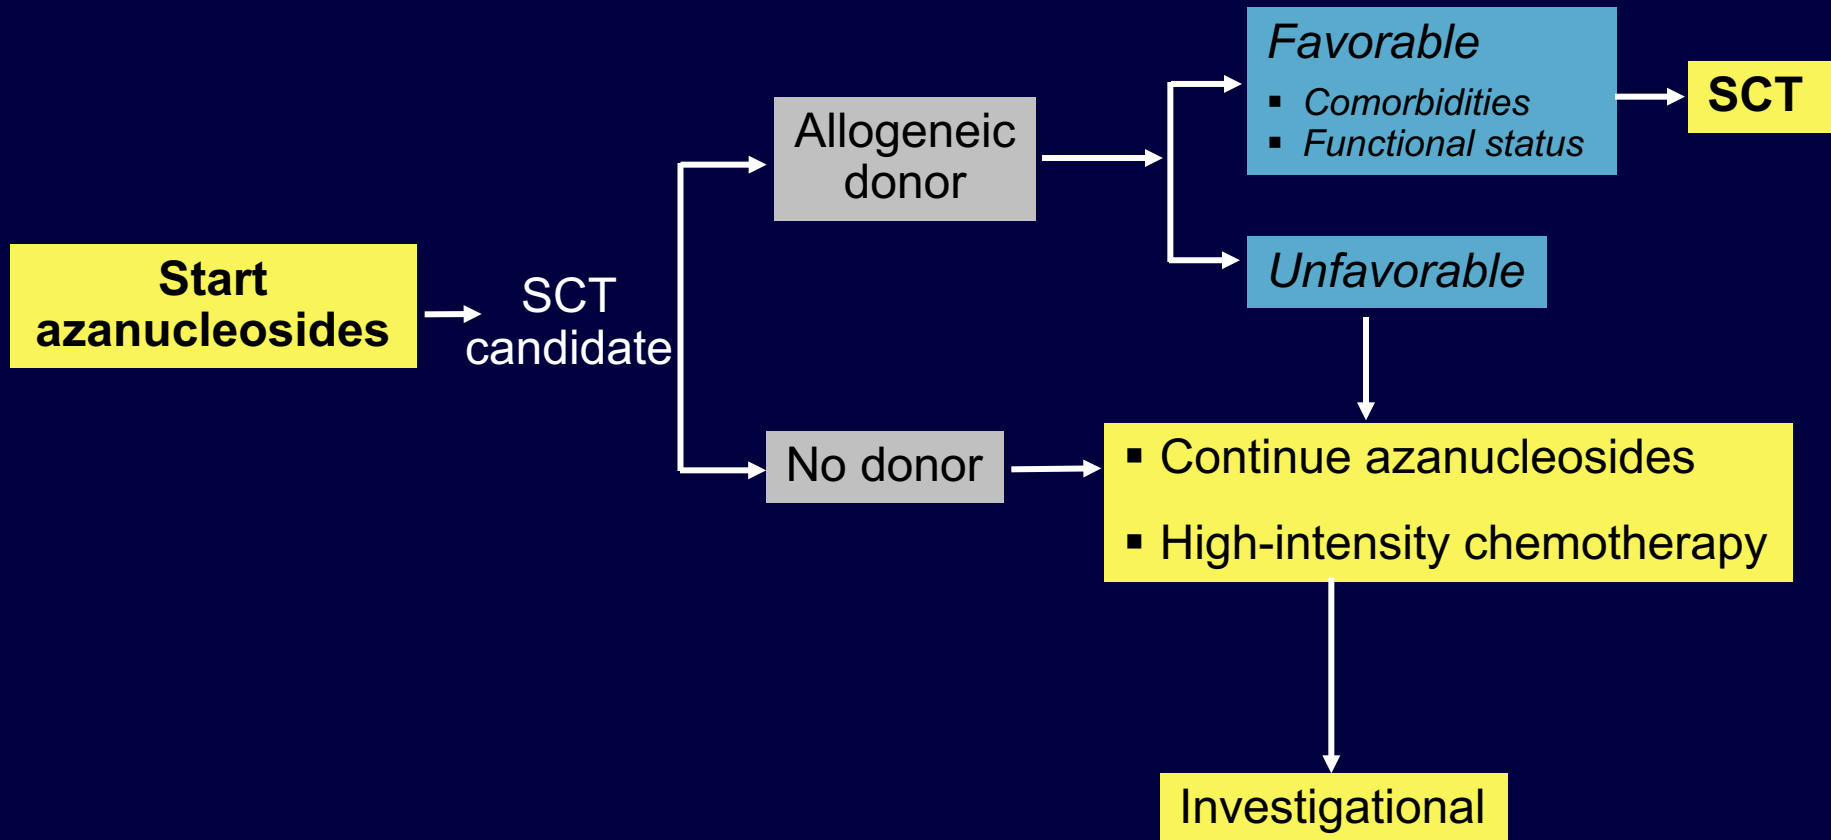 Start
azanucleosides
SCT
candidate
Allogeneic
donor
No donor
Favorable
▪ Comorbidities
▪ Functional status
SCT
Unfavorable
▪ Continue azanucleosides
▪ High-intensity chemotherapy
Investigational